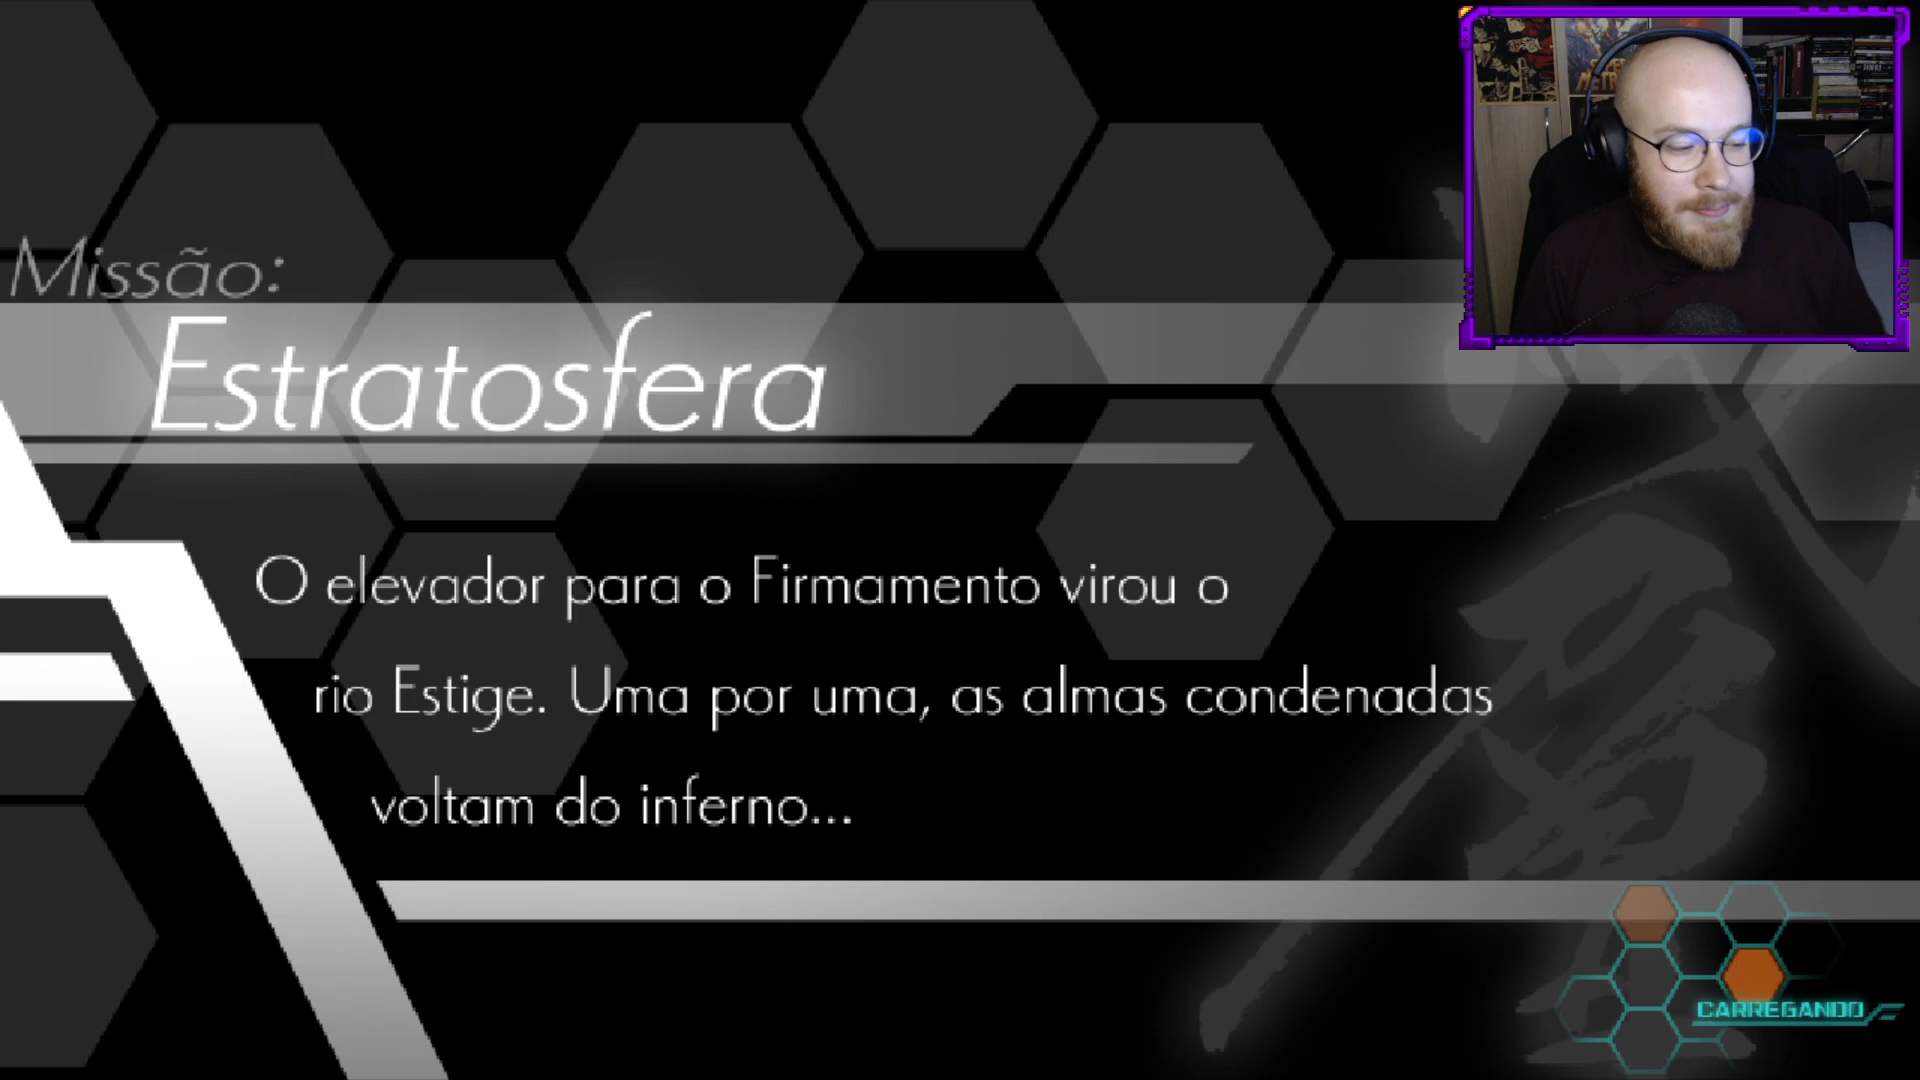 Missão:
Estratosfera
O elevador para o Firmamento virou o
rio Estige. Uma por uma, as almas condenadas
voltam do inferno...
CARREGANDO